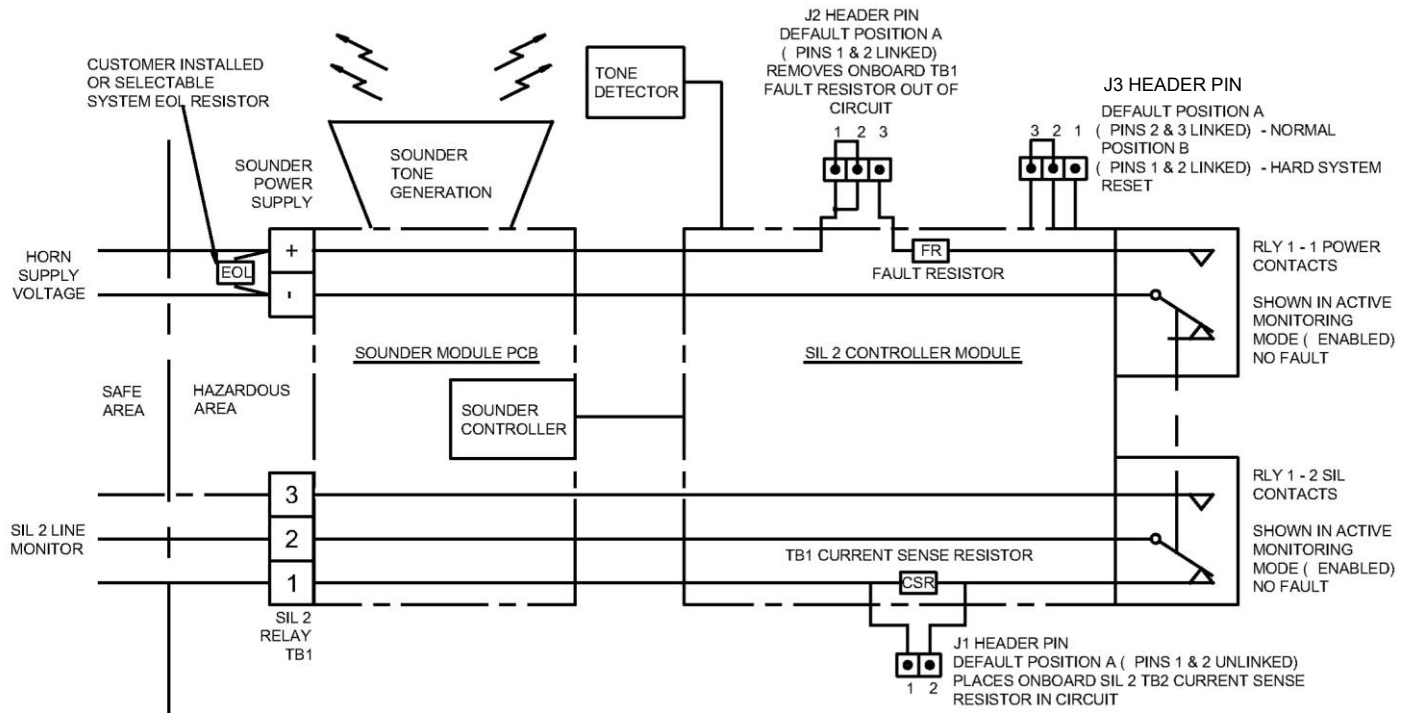 J2 HEADER PIN
DEFAULT POSITION A
( PINS 1 & 2 LINKED)
REMOVES ONBOARD TB1
FAULT RESISTOR OUT OF
CIRCUIT
1 2 3
CUSTOMER INSTALLED
OR SELECTABLE
SYSTEM EOL RESISTOR
TONE
DETECTOR
J3 HEADER PIN
DEFAULT POSITION A
( PINS 2 & 3 LINKED) - NORMAL
POSITION B
( PINS 1 & 2 LINKED) - HARD SYSTEM
RESET
3 2 1
SOUNDER
POWER
SUPPLY
SOUNDER
TONE
GENERATION
HORN
SUPPLY
VOLTAGE
EOL
+
-
FR
FAULT RESISTOR
RLY 1 - 1 POWER
CONTACTS
SHOWN IN ACTIVE
MONITORING
MODE ( ENABLED)
NO FAULT
SOUNDER MODULE PCB
SIL 2 CONTROLLER MODULE
SAFE
AREA
HAZARDOUS
AREA
SOUNDER
CONTROLLER
SIL 2 LINE
MONITOR
3
2
1
SIL 2
RELAY
TB1
TB1 CURRENT SENSE RESISTOR
CSR
RLY 1 - 2 SIL
CONTACTS
SHOWN IN ACTIVE
MONITORING
MODE ( ENABLED)
NO FAULT
1 2
J1 HEADER PIN
DEFAULT POSITION A ( PINS 1 & 2 UNLINKED)
PLACES ONBOARD SIL 2 TB2 CURRENT SENSE
RESISTOR IN CIRCUIT